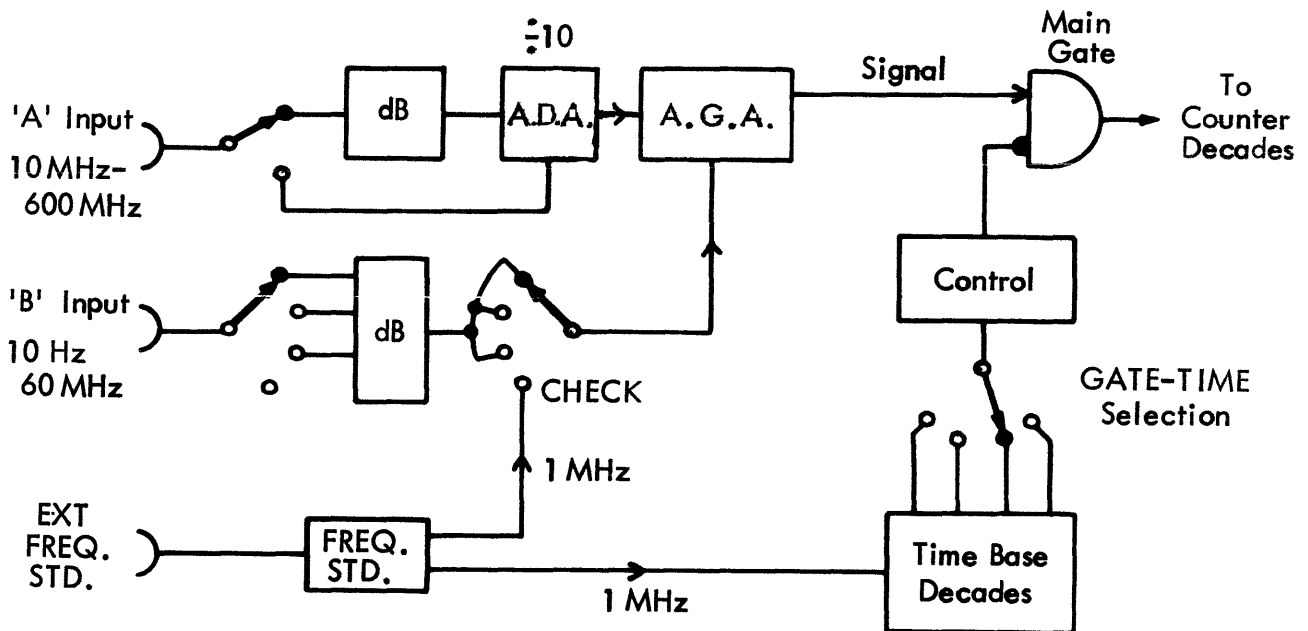 ÷10
Main
Gate
'A' Input
10 MHz-
600 MHz
dB
A.D.A.
A. G. A.
Signal
To
Counter
Decades
'B' Input
10 Hz
60 MHz
dB
CHECK
Control
GATE-TIME
Selection
1 MHz
EXT
FREQ.
STD.
FREQ.
STD.
1 MHz
Time Base
Decades